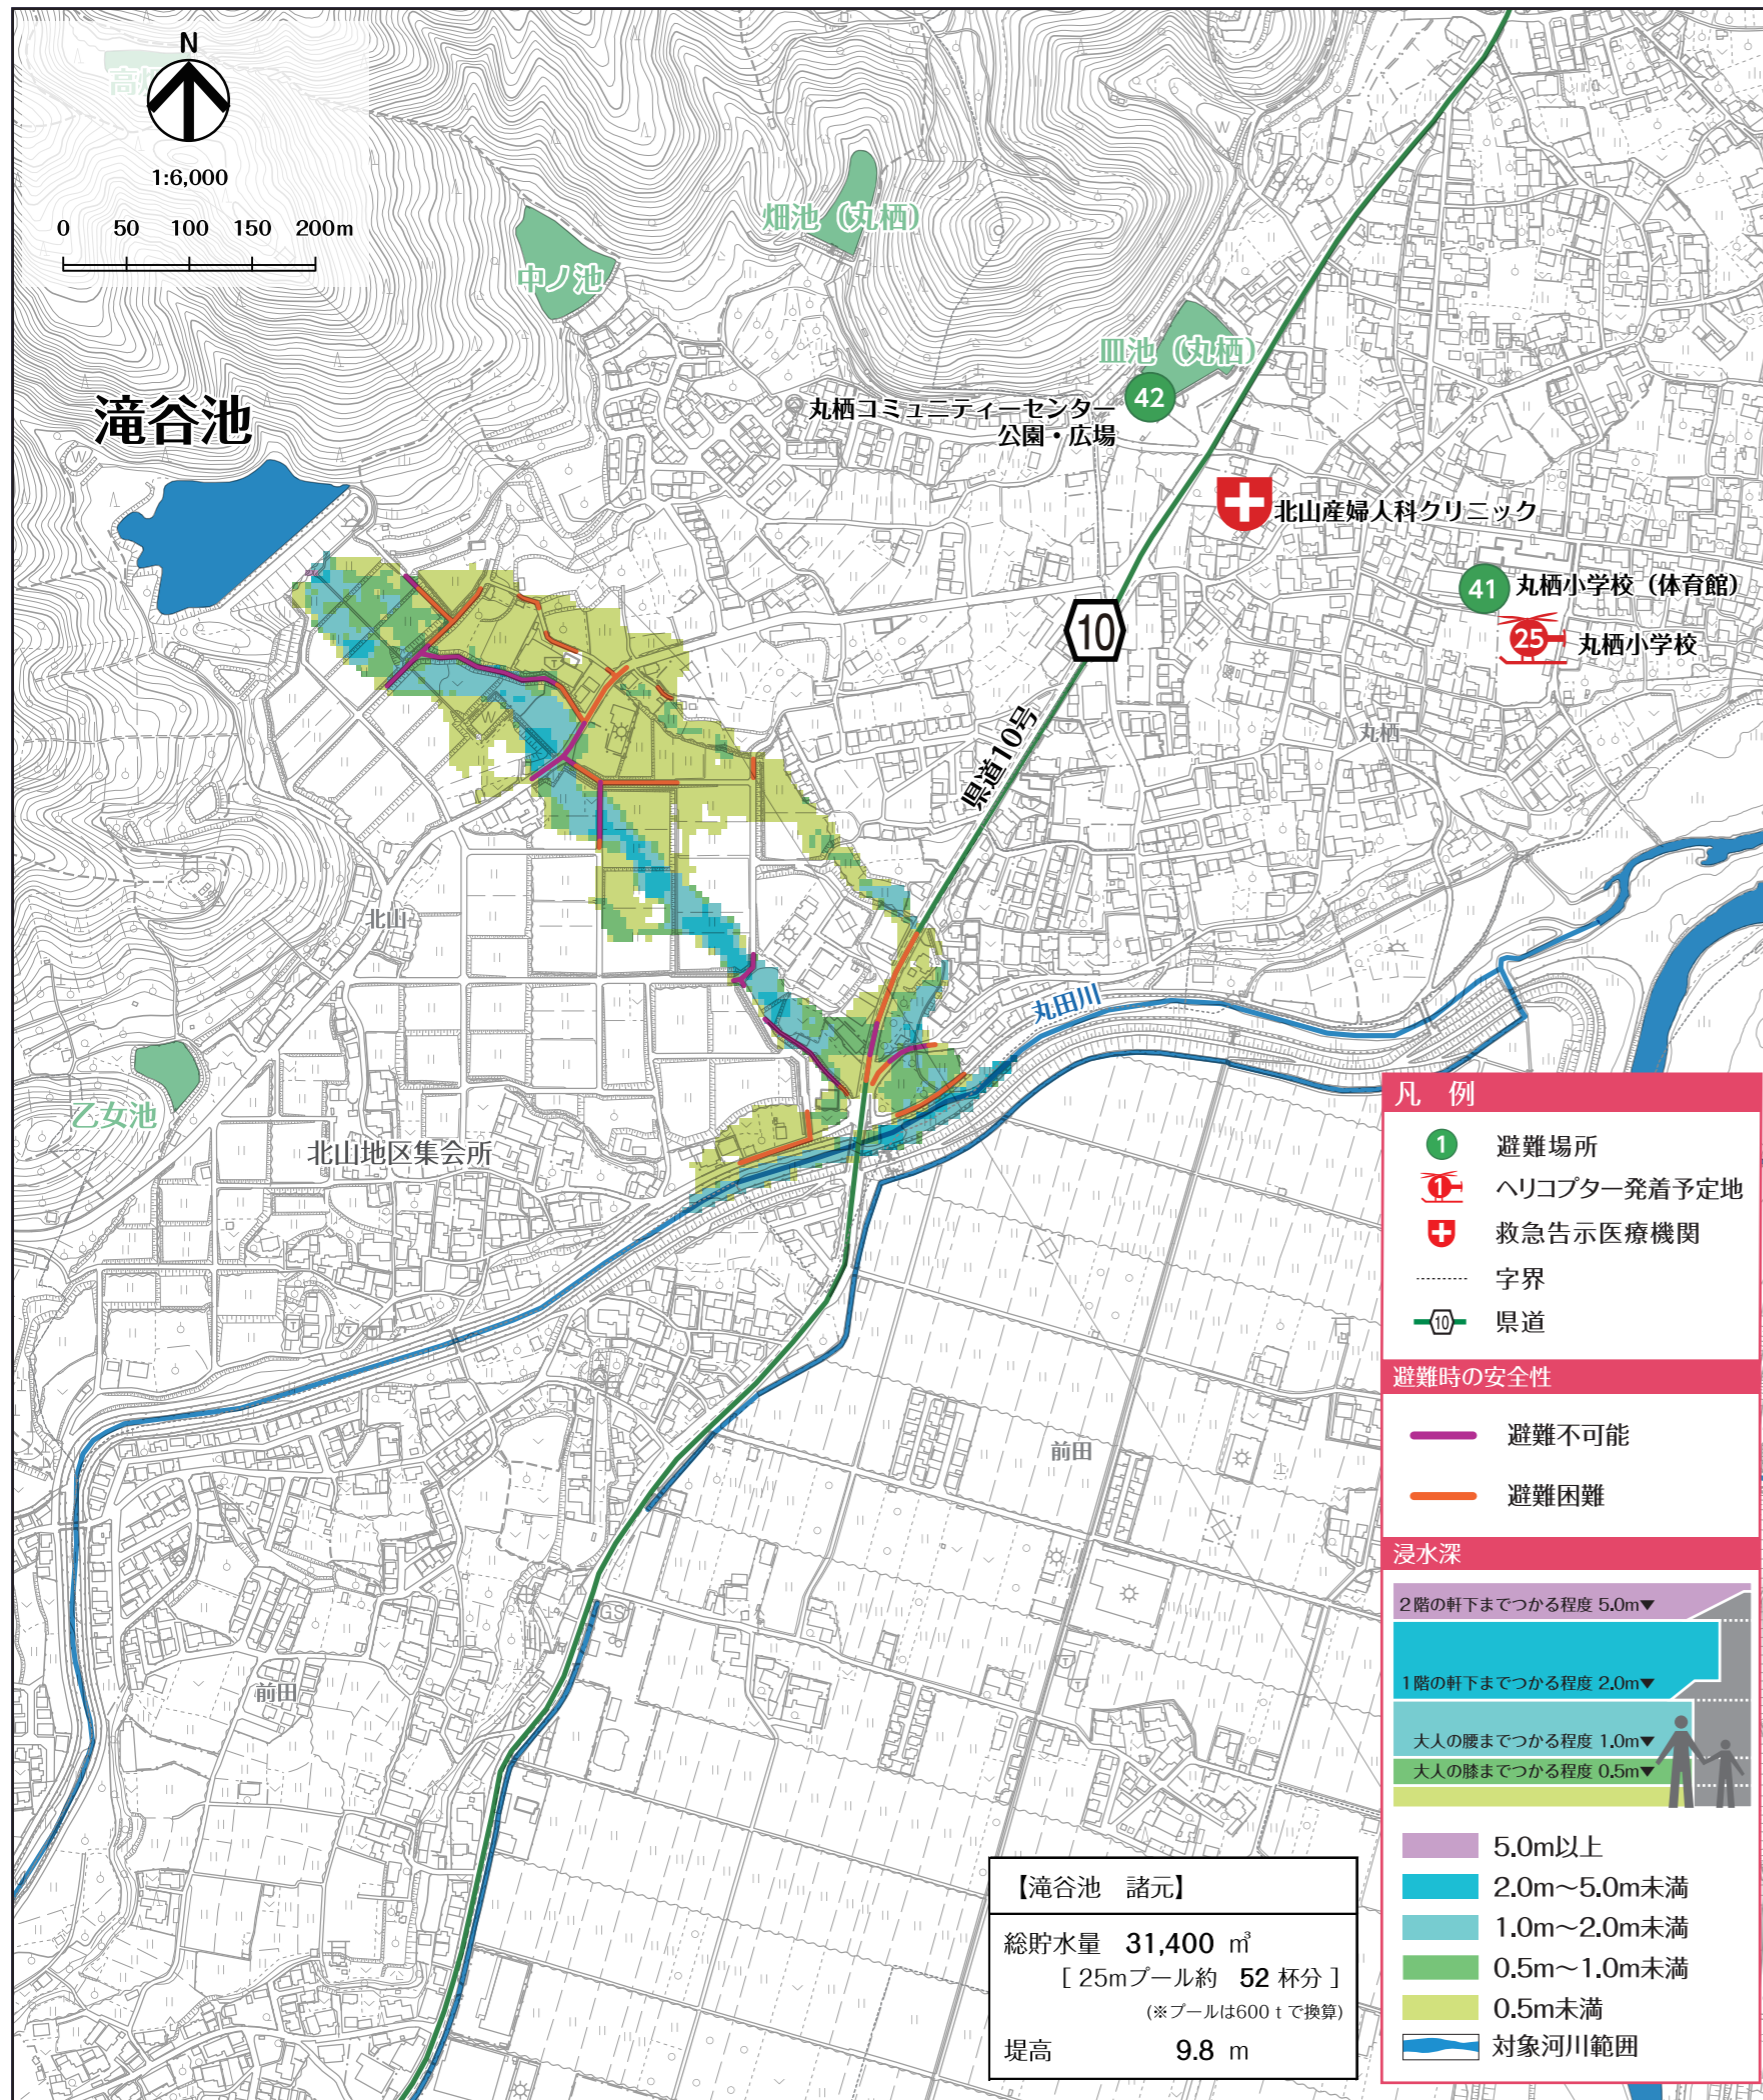 N
1:6,000
0 50 100 150 200m
畑池（丸栖）
中ノ池
皿池（丸栖）
滝谷池
42
丸栖コミュニティーセンター
公園・広場
北山産婦人科クリニック
41 丸栖小学校（体育館）
25 丸栖小学校
10
県道10号
丸栖
北山
丸田川
乙女池
北山地区集会所
前田
GS
前田
凡 例
1 避難場所
1 ヘリコプター発着予定地
救急告示医療機関
字界
10 県道
避難時の安全性
避難不可能
避難困難
浸水深
2階の軒下までつかる程度 5.0m▼
1階の軒下までつかる程度 2.0m▼
大人の腰までつかる程度 1.0m▼
大人の膝までつかる程度 0.5m▼
5.0m以上
2.0m〜5.0m未満
1.0m〜2.0m未満
0.5m〜1.0m未満
0.5m未満
対象河川範囲
【滝谷池 諸元】
総貯水量 31,400 ㎥
[ 25mプール約 52 杯分 ]
(※プールは600 t で換算)
堤高 9.8 m